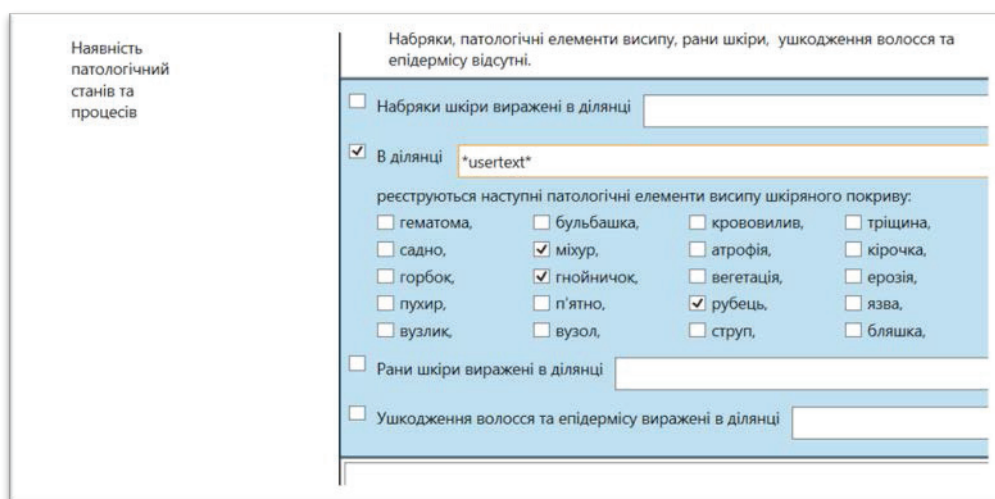 Наявність
патологічний
станів та
процесів
Набряки, патологічні елементи висипу, рани шкіри, ушкодження волосся та
епідермісу відсутні.
Набряки шкіри виражені в ділянці
В ділянці *usertext*
реєструються наступні патологічні елементи висипу шкіряного покриву:
гематома, бульбашка, крововилив, тріщина,
садно, міхур, атрофія, кірочка,
горбок, гнойничок, вегетація, ерозія,
пухир, п'ятно, рубець, язва,
вузлик, вузол, струп, бляшка,
Рани шкіри виражені в ділянці
Ушкодження волосся та епідермісу виражені в ділянці